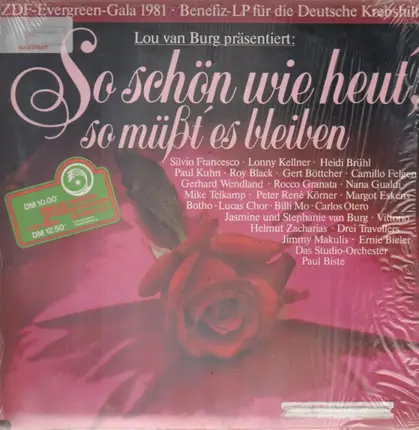 ZDF-Evergreen-Gala 1981 · Benefiz-LP für die Deutsche Krebshilfe
Lou van Burg präsentiert:
So schön wie heut,
so müßt' es bleiben
Silvio Francesco · Lonny Kellner · Heidi Brühl
Paul Kuhn · Roy Black · Gert Böttcher · Camillo Felgen
Gerhard Wendland · Rocco Granata · Nana Gualdi
Mike Telkamp · Peter René Körner · Margot Eskens
Botho-Lucas Chor · Billi Mo · Carlos Otero
Jasmine und Stephanie van Burg · Vittorio
Helmut Zacharias · Drei Travellers
Jimmy Makulis · Ernie Bieler
Das Studio-Orchester
Paul Biste
DM 10.00
DM 12.50